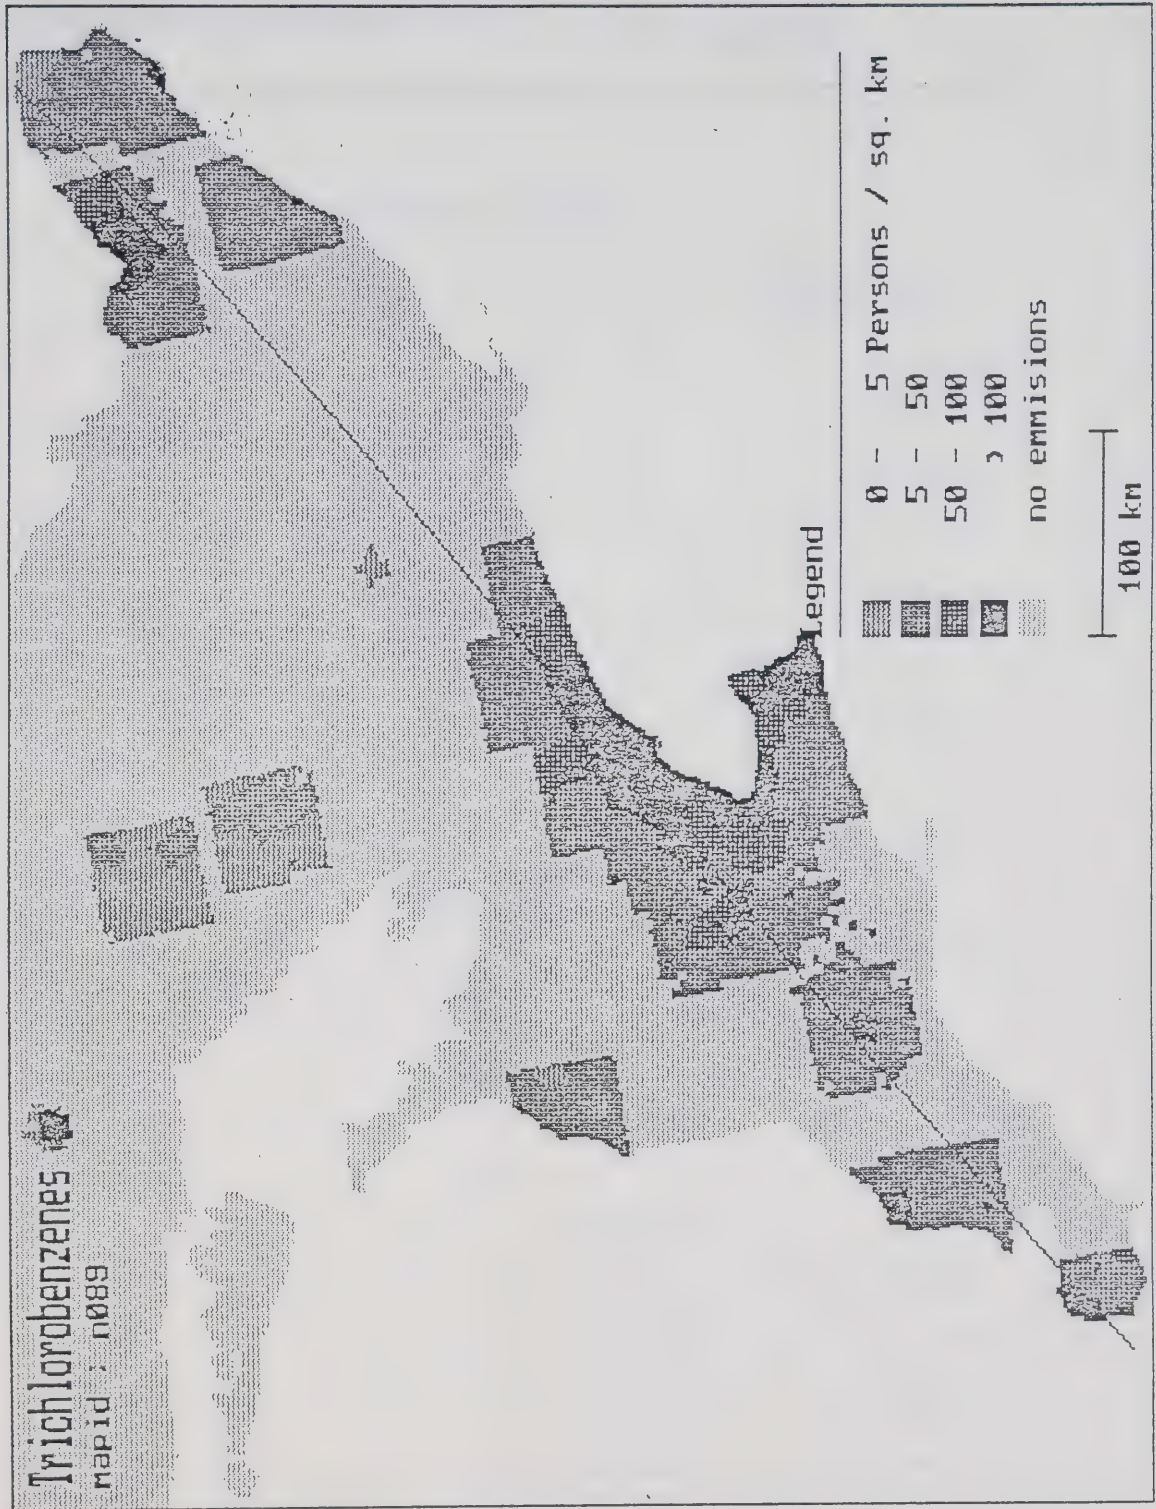 Trichlorobenzenes
mapid : n089
Legend
0 - 5 Persons / sq. km
5 - 50
50 - 100
> 100
no emmisions
100 km